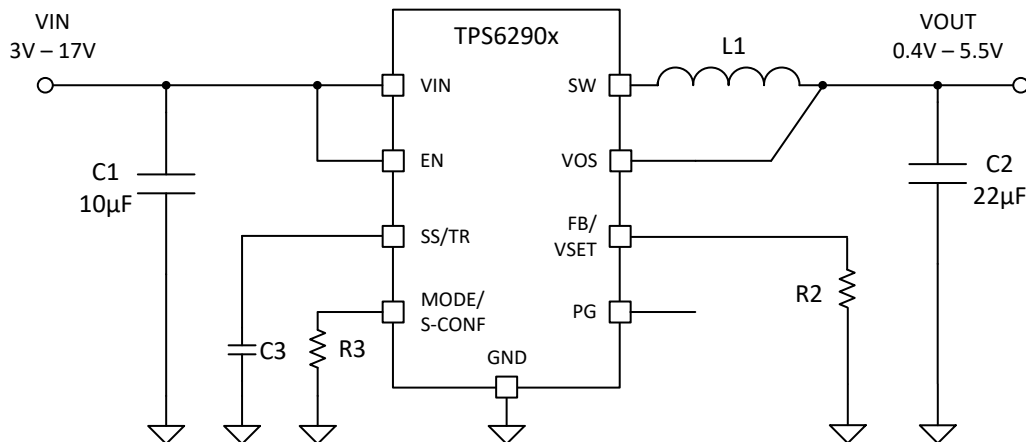 VIN
3V – 17V
TPS6290x
L1
VOUT
0.4V – 5.5V
VIN
SW
EN
VOS
C1
10µF
C2
22µF
SS/TR
FB/
VSET
R2
MODE/
S-CONF
PG
C3
R3
GND